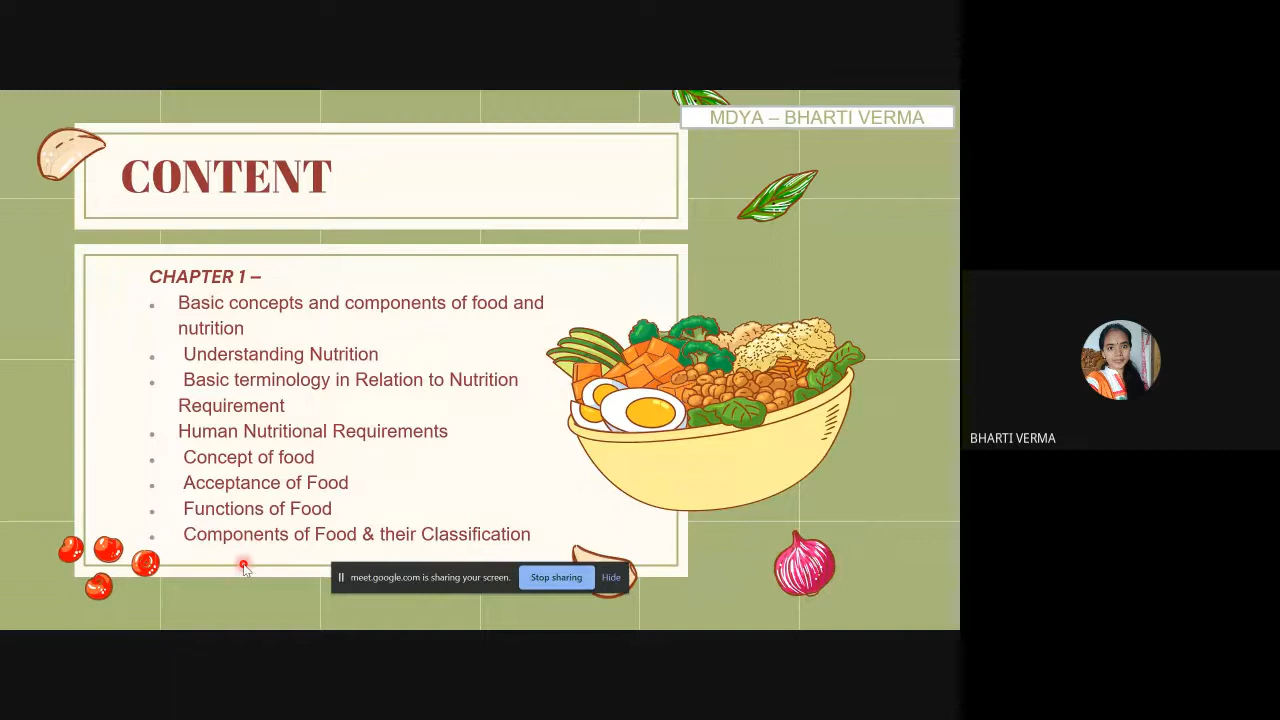 MDYA – BHARTI VERMA
CONTENT
CHAPTER 1 –
Basic concepts and components of food and
nutrition
Understanding Nutrition
Basic terminology in Relation to Nutrition
Requirement
Human Nutritional Requirements
Concept of food
Acceptance of Food
Functions of Food
Components of Food & their Classification
meet.google.com is sharing your screen. Stop sharing Hide
BHARTI VERMA